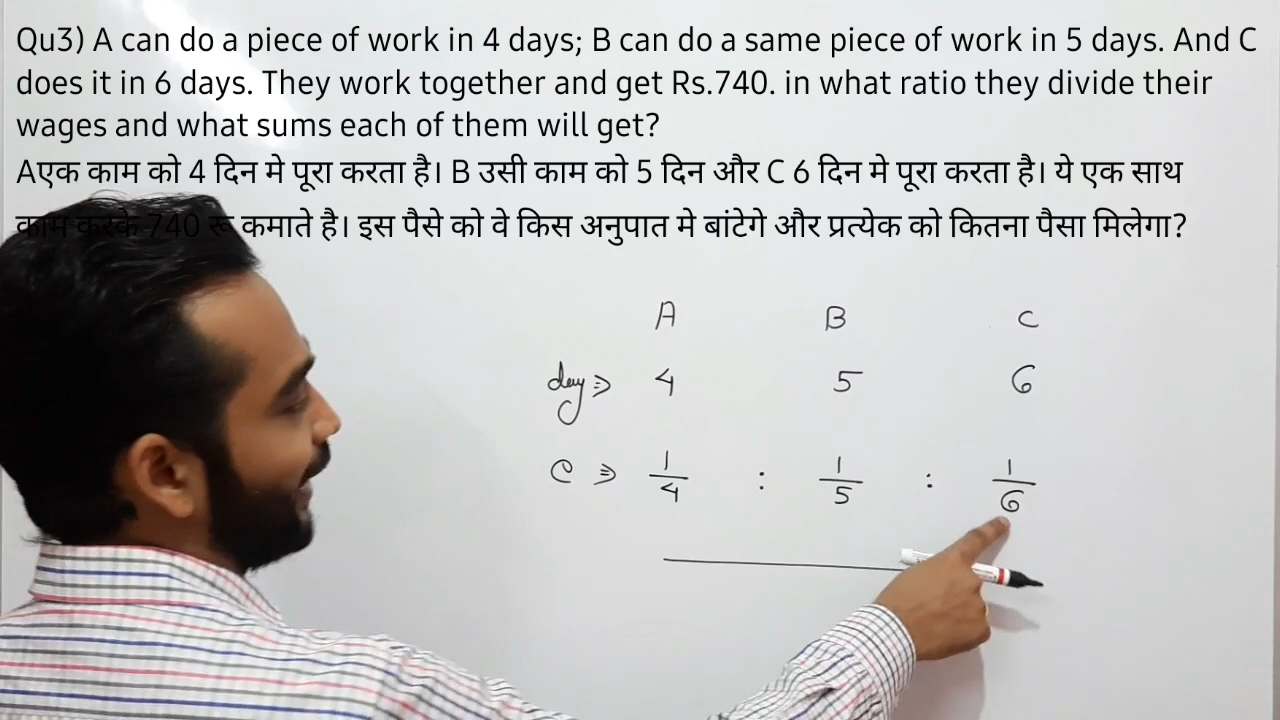 Qu3) A can do a piece of work in 4 days; B can do a same piece of work in 5 days. And C
does it in 6 days. They work together and get Rs.740. in what ratio they divide their
wages and what sums each of them will get?
Aएक काम को 4 दिन मे पूरा करता है। B उसी काम को 5 दिन और C 6 दिन मे पूरा करता है। ये एक साथ
काम करके 740 रू कमाते है। इस पैसे को वे किस अनुपात मे बांटेगे और प्रत्येक को कितना पैसा मिलेगा?
A B C
day ⇒ 4 5 6
e ⇒ 1/4 : 1/5 : 1/6